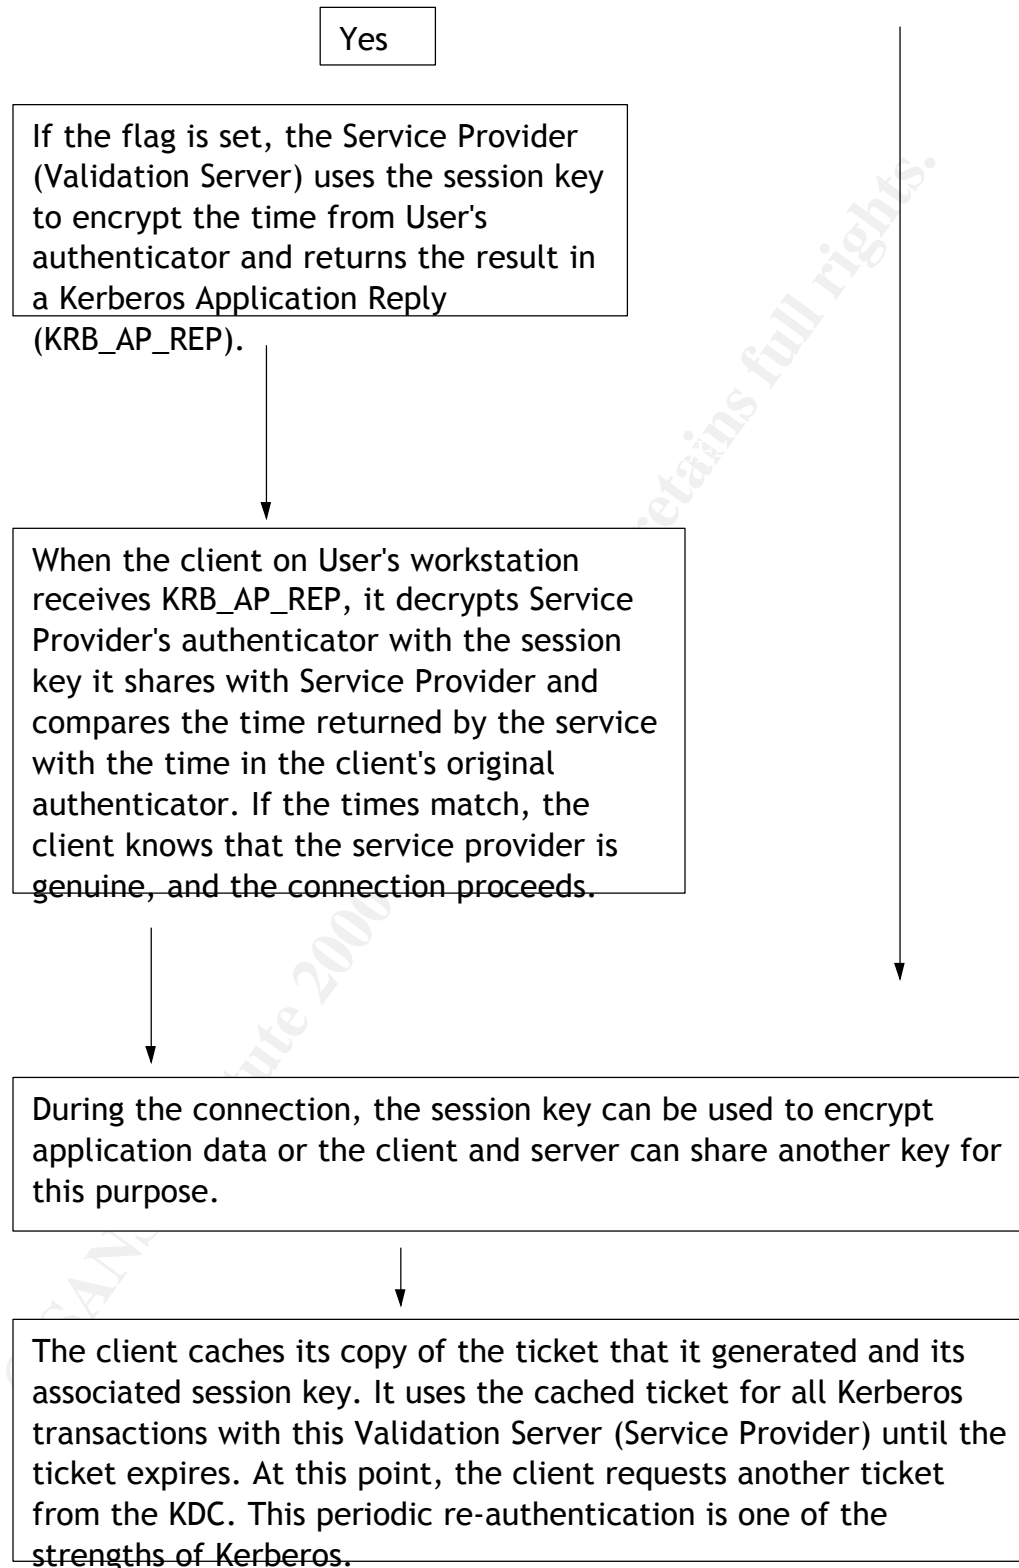 Yes
If the flag is set, the Service Provider
(Validation Server) uses the session key
to encrypt the time from User's
authenticator and returns the result in
a Kerberos Application Reply
(KRB_AP_REP).
When the client on User's workstation
receives KRB_AP_REP, it decrypts Service
Provider's authenticator with the session
key it shares with Service Provider and
compares the time returned by the service
with the time in the client's original
authenticator. If the times match, the
client knows that the service provider is
genuine, and the connection proceeds.
During the connection, the session key can be used to encrypt
application data or the client and server can share another key for
this purpose.
The client caches its copy of the ticket that it generated and its
associated session key. It uses the cached ticket for all Kerberos
transactions with this Validation Server (Service Provider) until the
ticket expires. At this point, the client requests another ticket
from the KDC. This periodic re-authentication is one of the
strengths of Kerberos.
retains full rights.